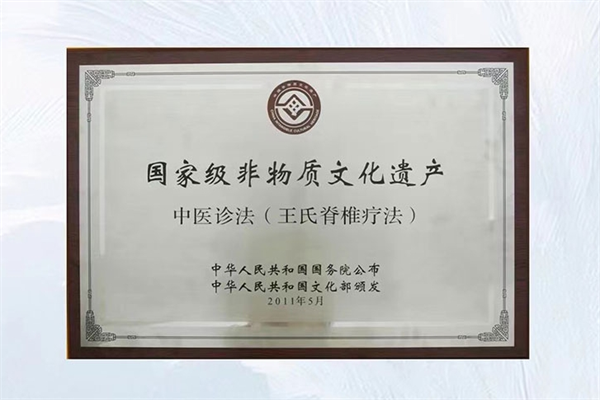 国家级非物质文化遗产
中医诊法（王氏脊椎疗法）
中华人民共和国国务院公布
中华人民共和国文化部颁发
2011年5月